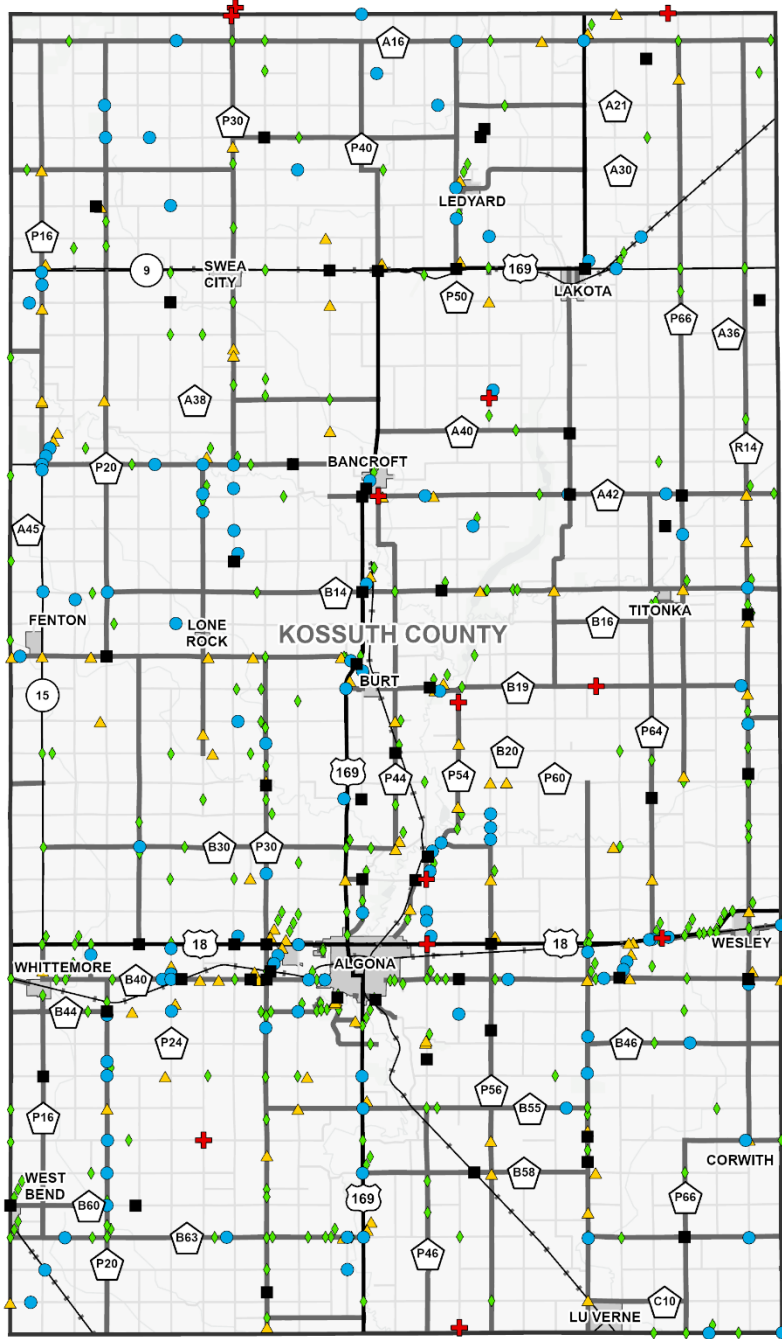 A16
A21
P30
P40
A30
LEDYARD
P16
9
SWEA
CITY
169
LAKOTA
P50
P66
A36
A38
A40
R14
BANCROFT
P20
A42
A45
B14
TITONKA
FENTON
LONE
ROCK
B16
KOSSUTH COUNTY
BURT
B19
15
P64
B20
169
P44
P54
P60
B30
P30
18
18
WESLEY
ALGONA
WHITTEMORE
B40
B44
P24
B46
P56
P16
B55
CORWITH
WEST
BEND
B58
169
P66
B60
B63
P46
P20
C10
LU VERNE